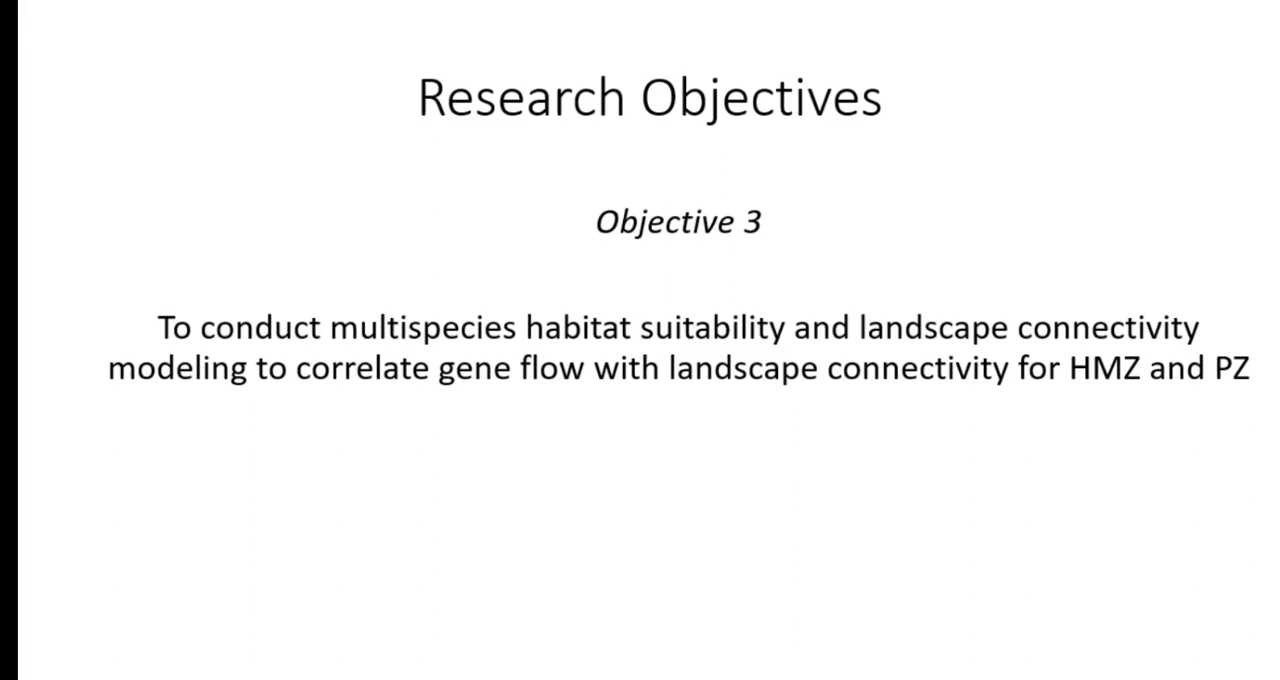 Research Objectives
Objective 3
To conduct multispecies habitat suitability and landscape connectivity
modeling to correlate gene flow with landscape connectivity for HMZ and PZ